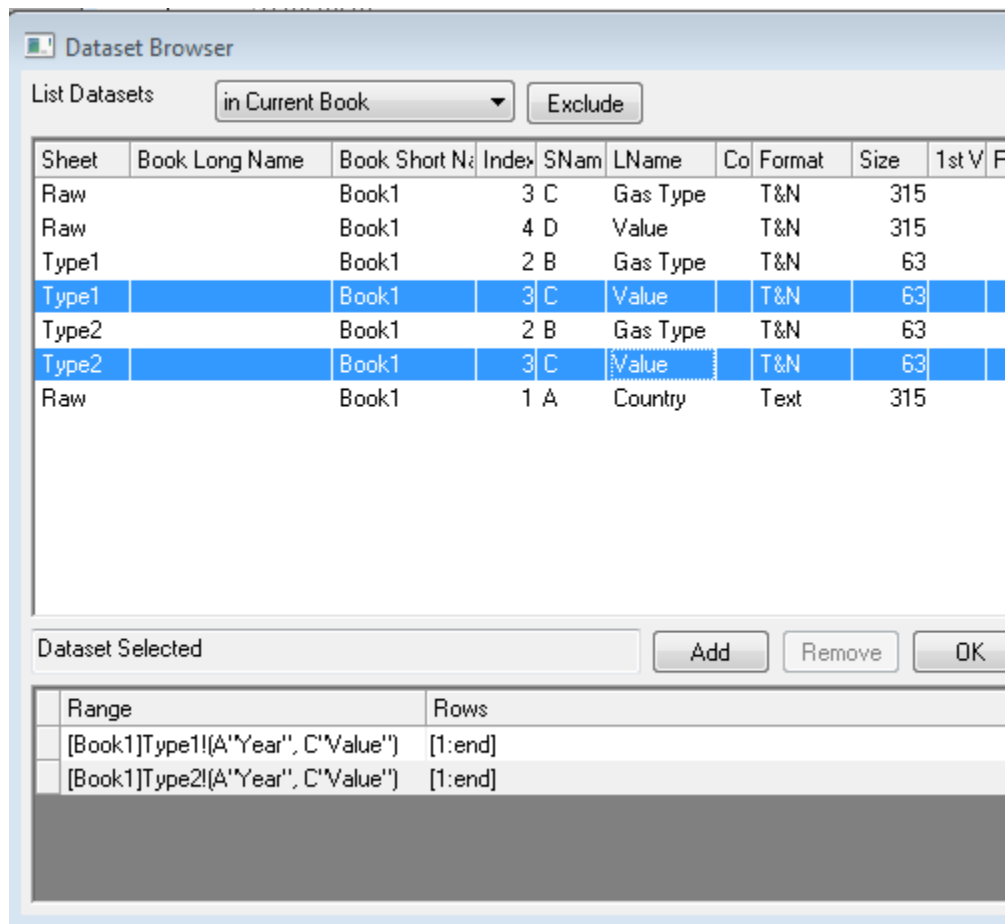 Dataset Browser
List Datasets in Current Book Exclude
Sheet Book Long Name Book Short Na Index SNam LName Co Format Size 1st V F
Raw Book1 3 C Gas Type T&N 315
Raw Book1 4 D Value T&N 315
Type1 Book1 2 B Gas Type T&N 63
Type1 Book1 3 C Value T&N 63
Type2 Book1 2 B Gas Type T&N 63
Type2 Book1 3 C Value T&N 63
Raw Book1 1 A Country Text 315
Dataset Selected Add Remove OK
Range Rows
[Book1]Type1!(A"Year", C"Value") [1:end]
[Book1]Type2!(A"Year", C"Value") [1:end]